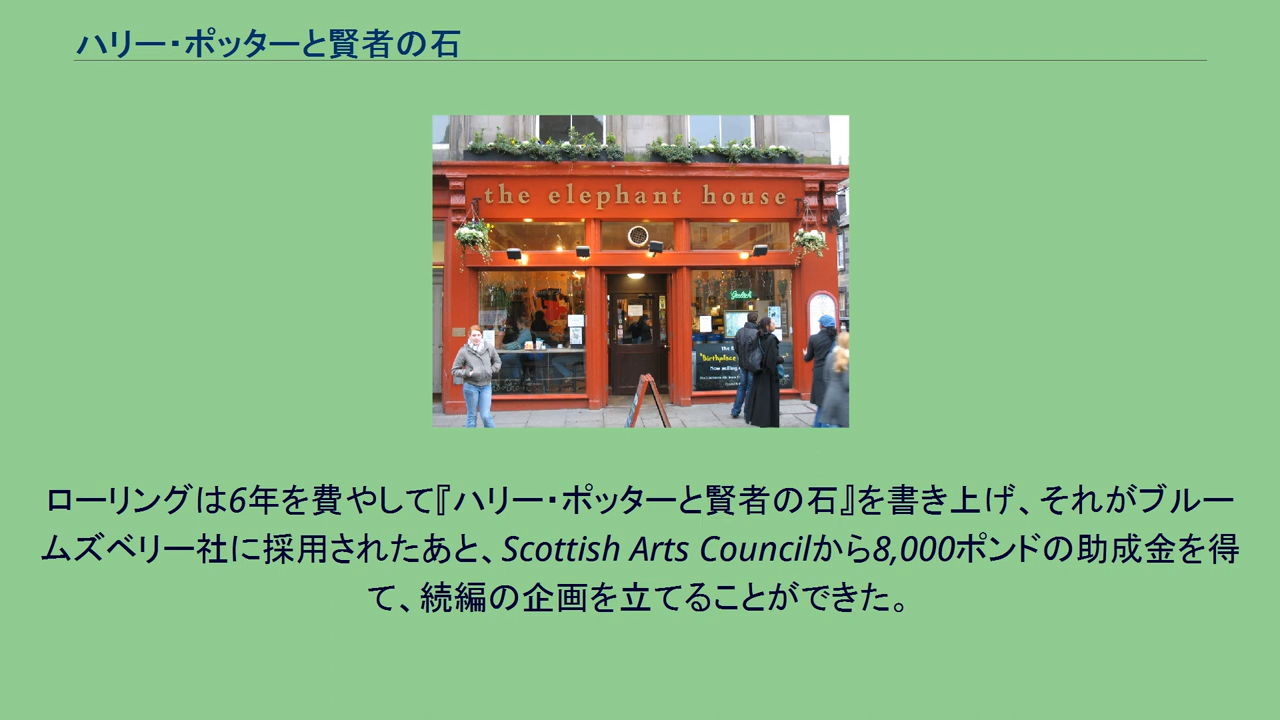 ハリー・ポッターと賢者の石
the elephant house
"Birthplace
Now selling
ローリングは6年を費やして『ハリー・ポッターと賢者の石』を書き上げ、それがブルー
ムズベリー社に採用されたあと、Scottish Arts Councilから8,000ポンドの助成金を得
て、続編の企画を立てることができた。